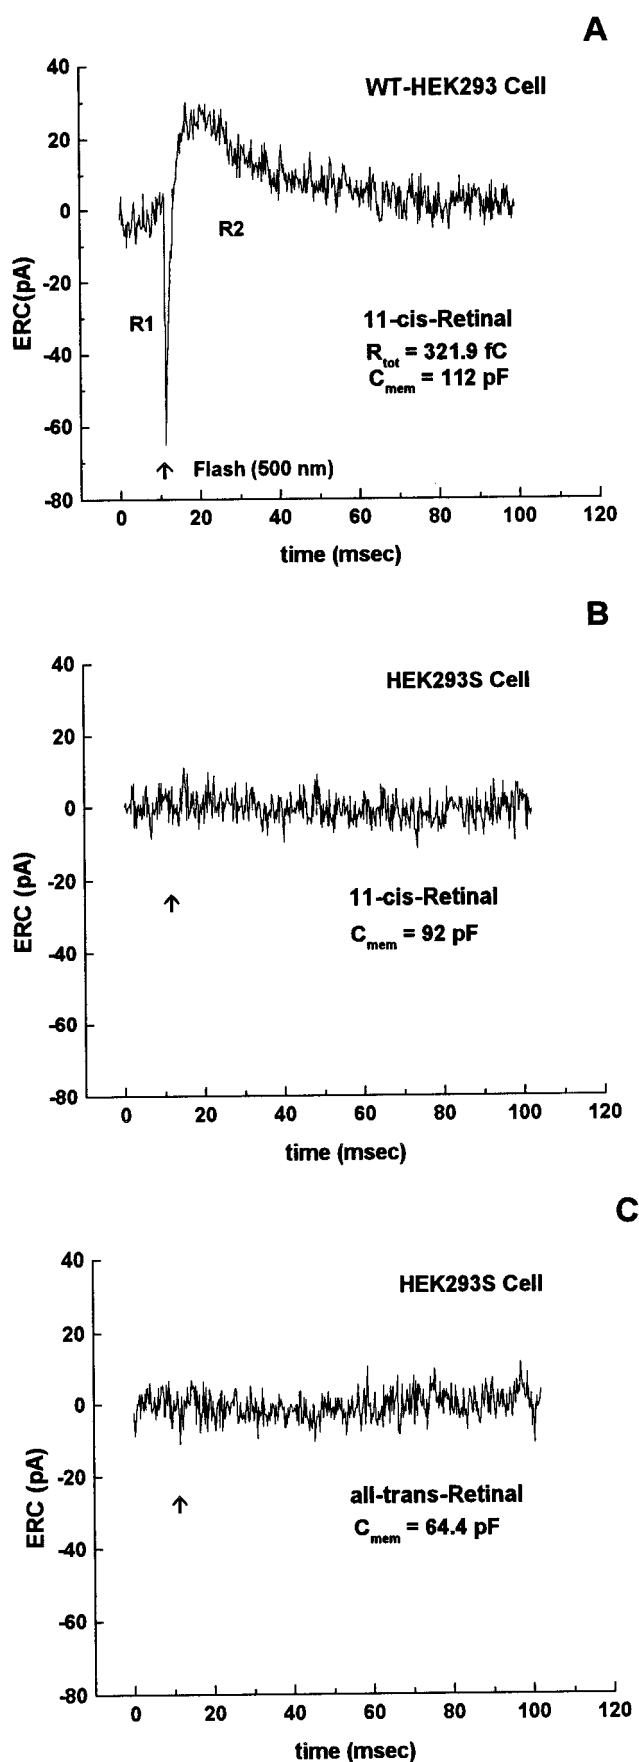 A
WT-HEK293 Cell
40
20
0
-20
-40
-60
-80
ERC(pA)
R1
R2
11-cis-Retinal
Rtot = 321.9 fC
Cmem = 112 pF
↑ Flash (500 nm)
0 20 40 60 80 100 120
time (msec)
B
HEK293S Cell
40
20
0
-20
-40
-60
-80
ERC (pA)
↑
11-cis-Retinal
Cmem = 92 pF
0 20 40 60 80 100 120
time (msec)
C
HEK293S Cell
40
20
0
-20
-40
-60
-80
ERC (pA)
↑
all-trans-Retinal
Cmem = 64.4 pF
0 20 40 60 80 100 120
time (msec)